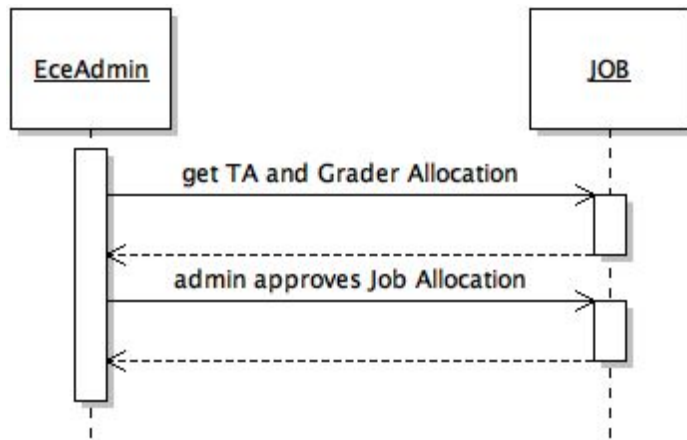 EceAdmin
JOB
get TA and Grader Allocation
admin approves Job Allocation